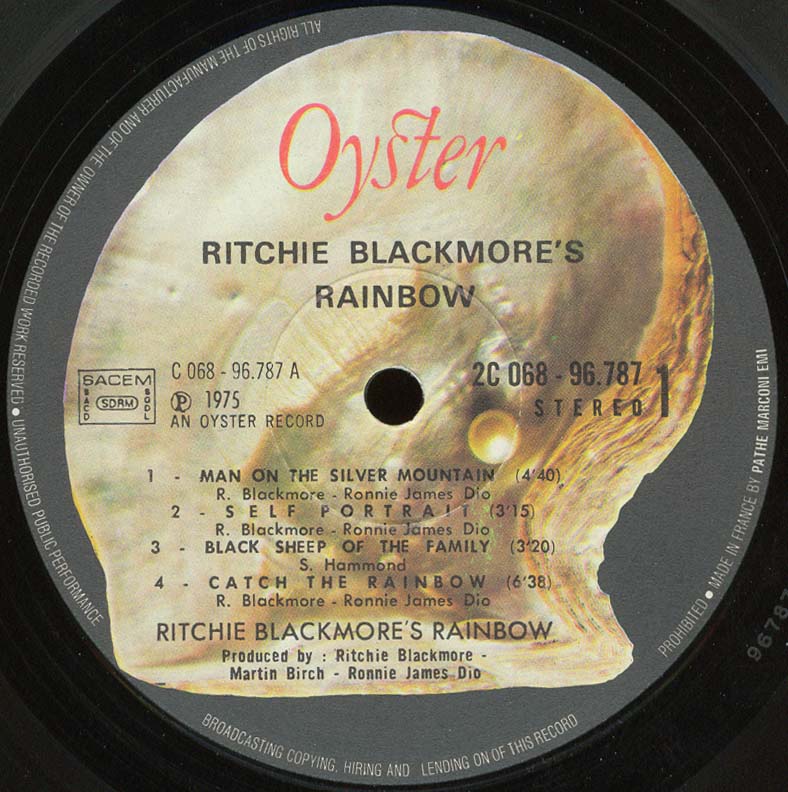 Oyster
RITCHIE BLACKMORE'S
RAINBOW
SACEM
SACD
SDRM
SGDL
C 068 - 96.787 A
℗ 1975
AN OYSTER RECORD
2C 068 - 96.787
STEREO
1
1 - MAN ON THE SILVER MOUNTAIN (4'40)
R. Blackmore - Ronnie James Dio
2 - SELF PORTRAIT (3'15)
R. Blackmore - Ronnie James Dio
3 - BLACK SHEEP OF THE FAMILY (3'20)
S. Hammond
4 - CATCH THE RAINBOW (6'38)
R. Blackmore - Ronnie James Dio
RITCHIE BLACKMORE'S RAINBOW
Produced by : Ritchie Blackmore -
Martin Birch - Ronnie James Dio
ALL RIGHTS OF THE MANUFACTURER AND OF THE OWNER OF THE RECORDED WORK RESERVED • UNAUTHORISED PUBLIC PERFORMANCE
BROADCASTING COPYING, HIRING AND LENDING ON OF THIS RECORD
PROHIBITED • MADE IN FRANCE BY PATHE MARCONI EMI
96787